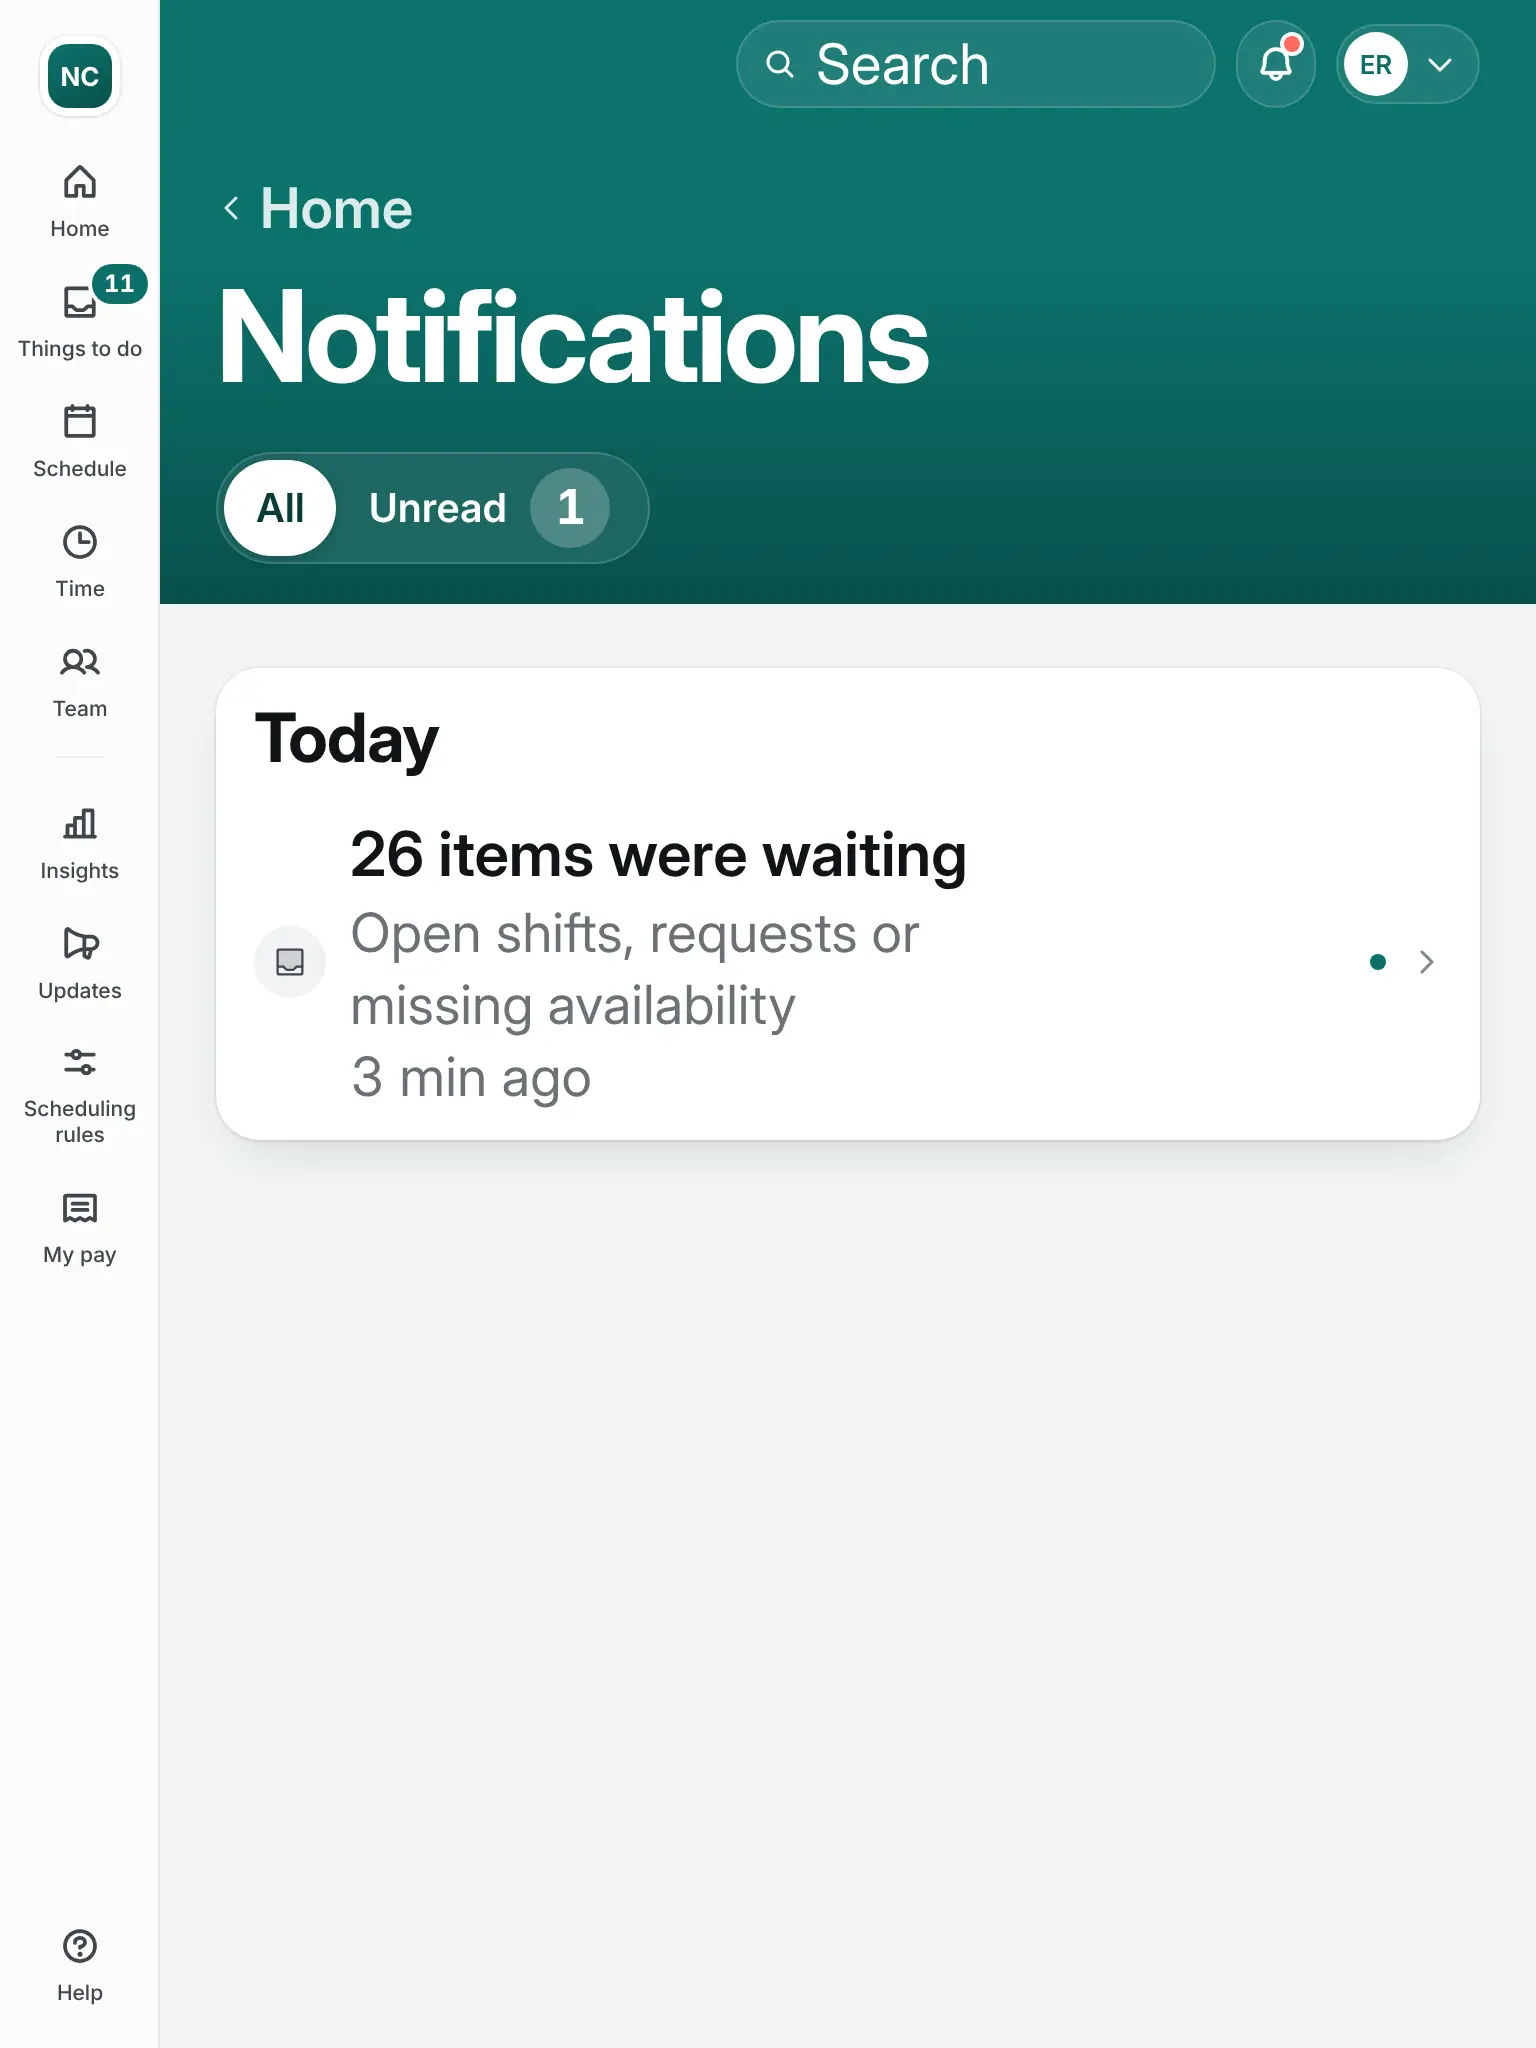 NC
Search
ER
Home
Things to do
11
Schedule
Time
Team
Insights
Updates
Scheduling
rules
My pay
Help
Home
Notifications
All
Unread 1
Today
26 items were waiting
Open shifts, requests or
missing availability
3 min ago